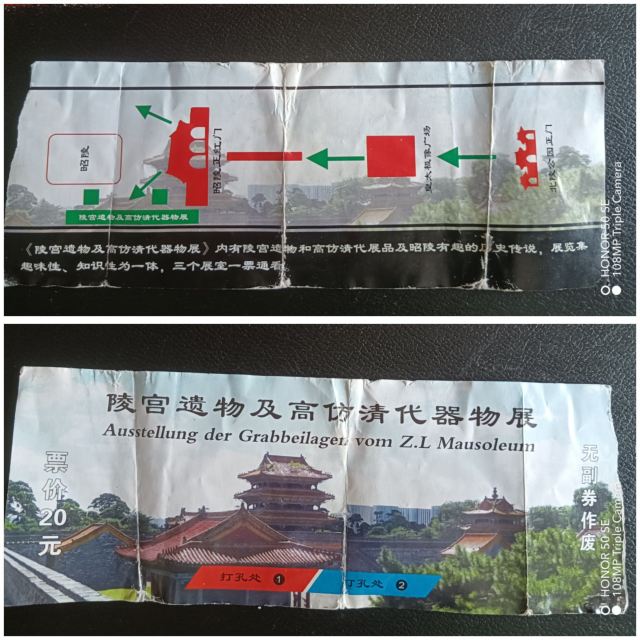 北陵公园正门
皇太极像广场
昭陵正红门
昭陵
陵宫遗物及高仿清代器物展
《陵宫遗物及高仿清代器物展》内有陵宫遗物和高仿清代展品及昭陵有趣的历史传说，展览集
趣味性、知识性为一体，三个展室一票通看
HONOR 50 SE
108MP Triple Camera
陵宫遗物及高仿清代器物展
Ausstellung der Grabbeilagen vom Z.L Mausoleum
票价20元
无副券作废
打孔处 1
打孔处 2
HONOR 50 SE
108MP Triple Camera